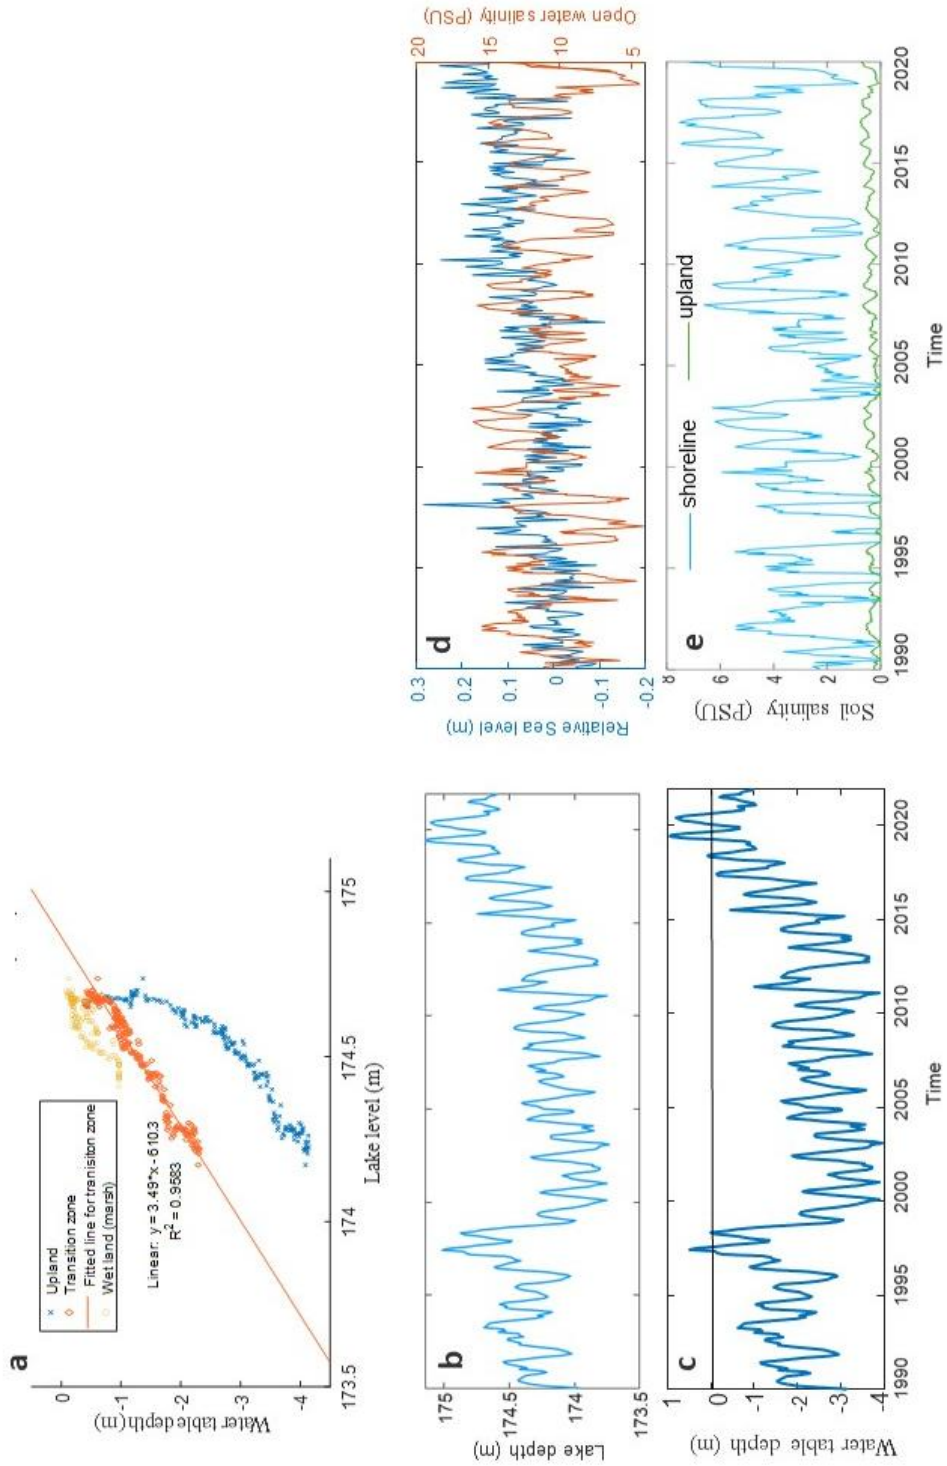 a
Upland
Transition zone
Fitted line for transisiton zone
Wet land (marsh)
Linear: y = 3.49*x - 610.3
R² = 0.9583
0
-1
-2
-3
-4
Water table depth (m)
173.5
174
174.5
175
Lake level (m)
b
175
174.5
174
173.5
Lake depth (m)
c
1
0
-1
-2
-3
-4
Water table depth (m)
1990
1995
2000
2005
2010
2015
2020
Time
d
0.3
0.2
0.1
0
-0.1
-0.2
Relative Sea level (m)
20
15
10
5
Open water salinity (PSU)
e
shoreline
upland
8
6
4
2
0
Soil salinity (PSU)
1990
1995
2000
2005
2010
2015
2020
Time